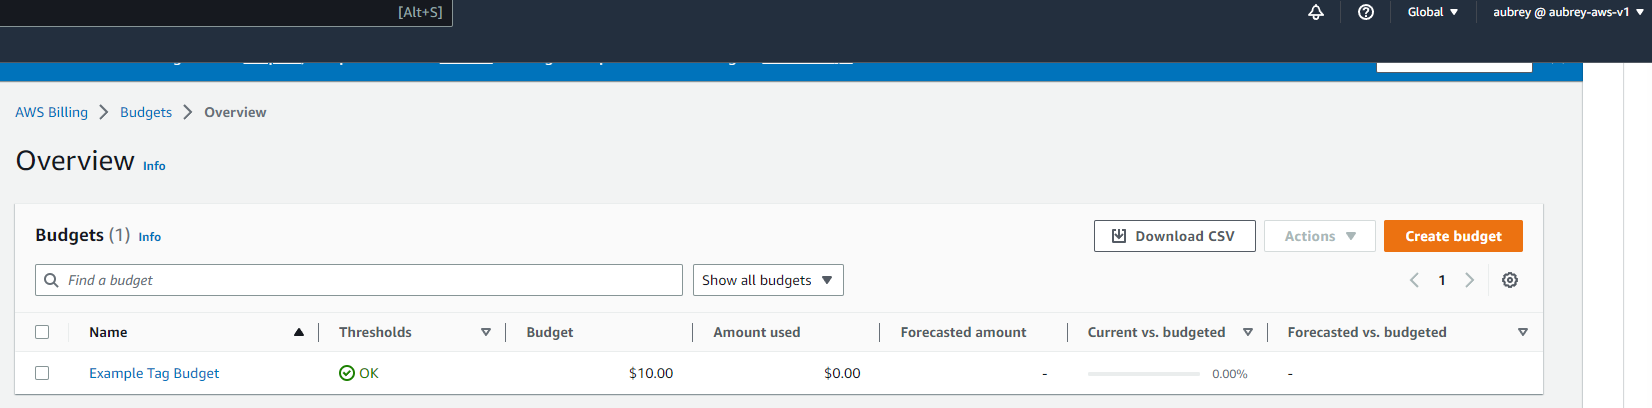 [Alt+S]
Global
aubrey @ aubrey-aws-v1
AWS Billing
Budgets
Overview
Overview Info
Budgets (1) Info
Download CSV
Actions
Create budget
Find a budget
Show all budgets
1
Name Thresholds Budget Amount used Forecasted amount Current vs. budgeted Forecasted vs. budgeted
Example Tag Budget OK $10.00 $0.00 - 0.00% -